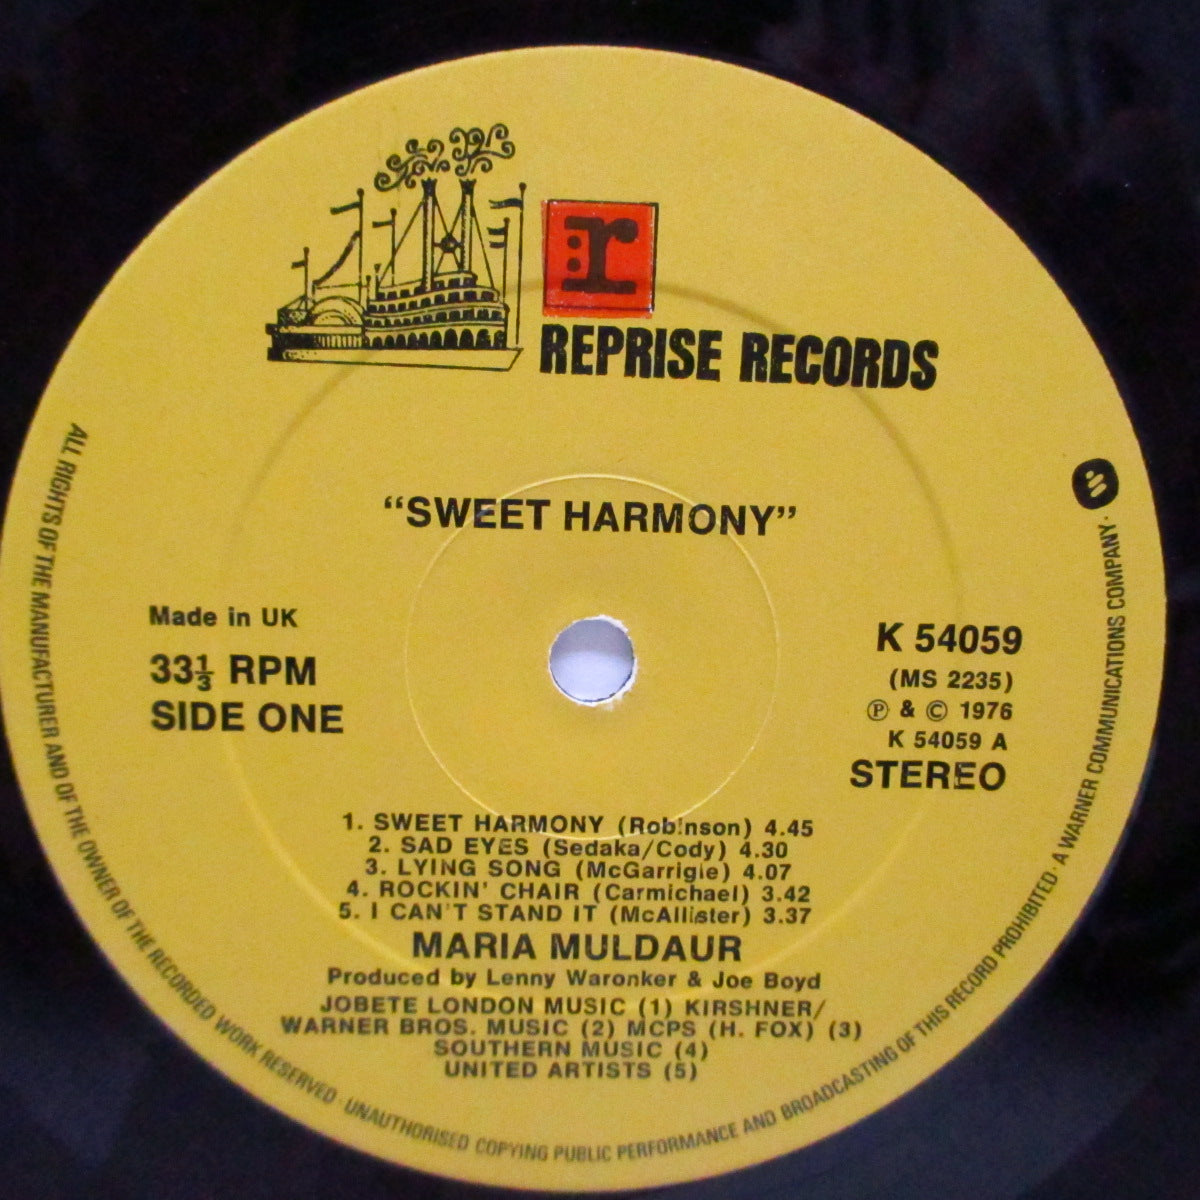 r
REPRISE RECORDS
“SWEET HARMONY”
Made in UK
33⅓ RPM
SIDE ONE
K 54059
(MS 2235)
℗ & © 1976
K 54059 A
STEREO
1. SWEET HARMONY (Robinson) 4.45
2. SAD EYES (Sedaka/Cody) 4.30
3. LYING SONG (McGarrigle) 4.07
4. ROCKIN' CHAIR (Carmichael) 3.42
5. I CAN'T STAND IT (McAllister) 3.37
MARIA MULDAUR
Produced by Lenny Waronker & Joe Boyd
JOBETE LONDON MUSIC (1) KIRSHNER/
WARNER BROS. MUSIC (2) MCPS (H. FOX) (3)
SOUTHERN MUSIC (4)
UNITED ARTISTS (5)
ALL RIGHTS OF THE MANUFACTURER AND OF THE OWNER OF THE RECORDED WORK RESERVED · UNAUTHORISED COPYING PUBLIC PERFORMANCE AND BROADCASTING OF THIS RECORD PROHIBITED · A WARNER COMMUNICATIONS COMPANY ·